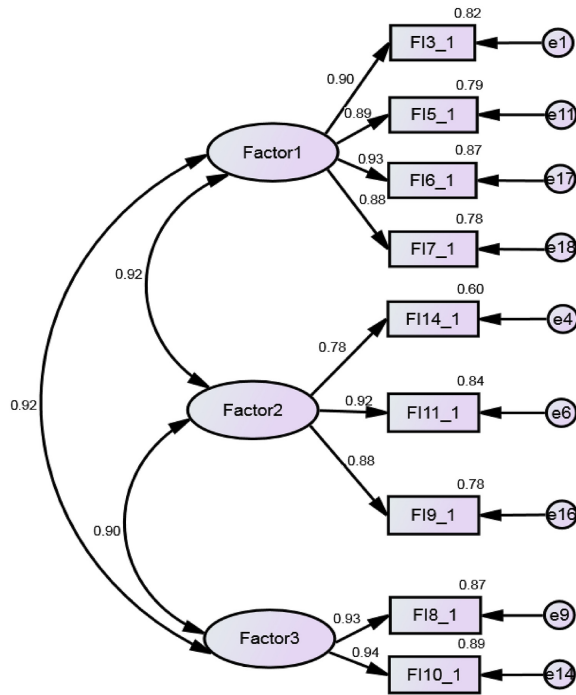 0.82
FI3_1
e1
0.90
0.79
FI5_1
e11
0.89
0.87
Factor1
FI6_1
e17
0.93
0.88
0.78
FI7_1
e18
0.92
0.60
FI14_1
e4
0.78
0.84
0.92
Factor2
0.92
FI11_1
e6
0.88
0.78
FI9_1
e16
0.90
0.87
FI8_1
e9
0.93
Factor3
0.89
0.94
FI10_1
e14